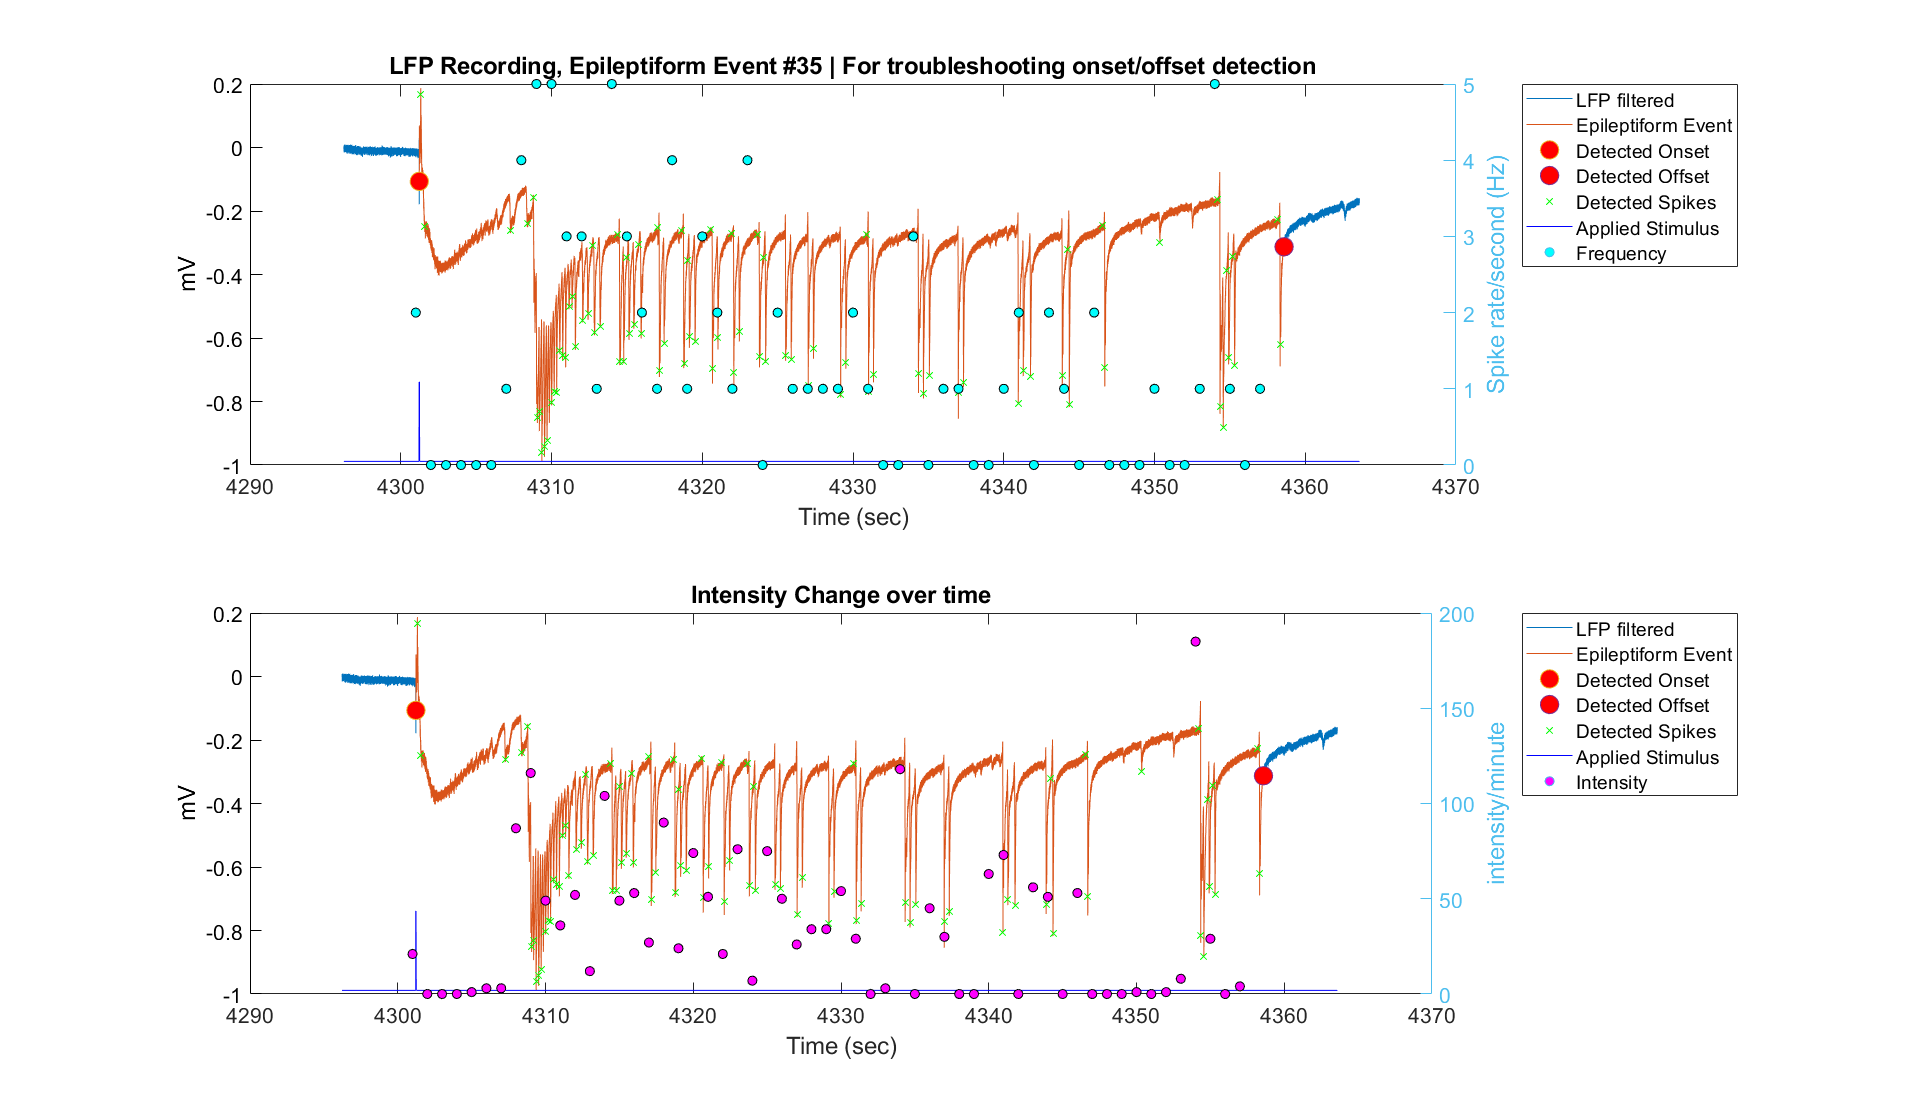 LFP Recording, Epileptiform Event #35 | For troubleshooting onset/offset detection
0.2
0
-0.2
-0.4
-0.6
-0.8
-1
mV
5
4
3
2
1
0
Spike rate/second (Hz)
4290 4300 4310 4320 4330 4340 4350 4360 4370
Time (sec)
LFP filtered
Epileptiform Event
Detected Onset
Detected Offset
Detected Spikes
Applied Stimulus
Frequency
Intensity Change over time
0.2
0
-0.2
-0.4
-0.6
-0.8
-1
mV
200
150
100
50
0
intensity/minute
4290 4300 4310 4320 4330 4340 4350 4360 4370
Time (sec)
LFP filtered
Epileptiform Event
Detected Onset
Detected Offset
Detected Spikes
Applied Stimulus
Intensity